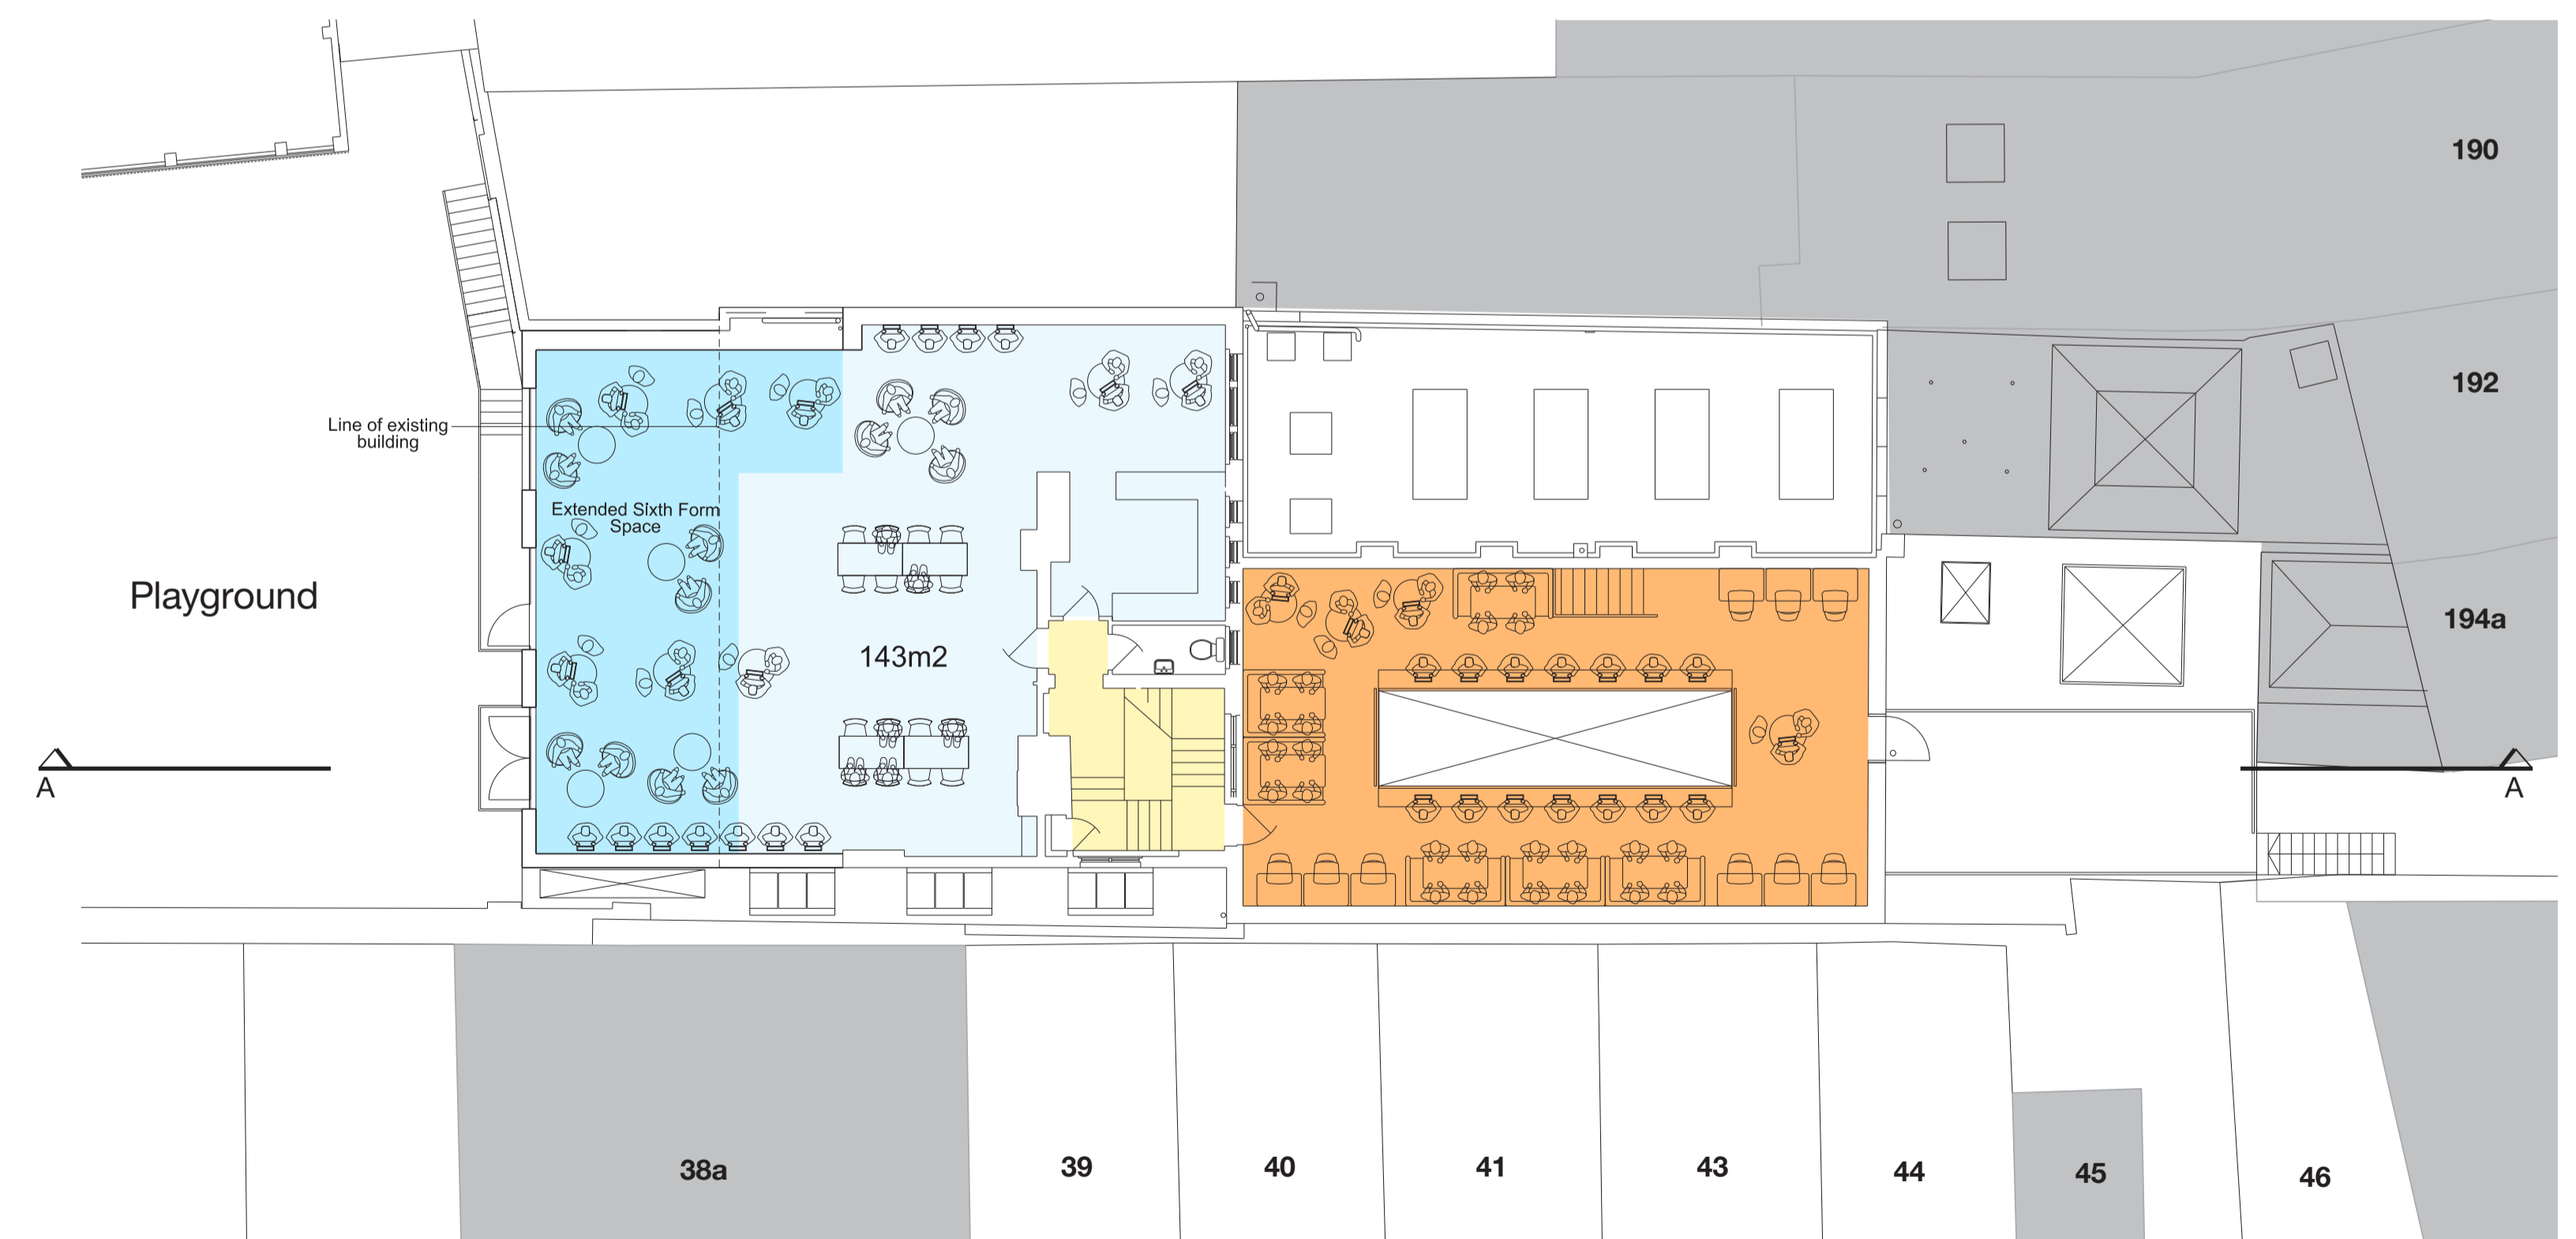 190
192
Line of existing
building
Extended Sixth Form
Space
Playground
194a
143m2
A
A
38a
39
40
41
43
44
45
46